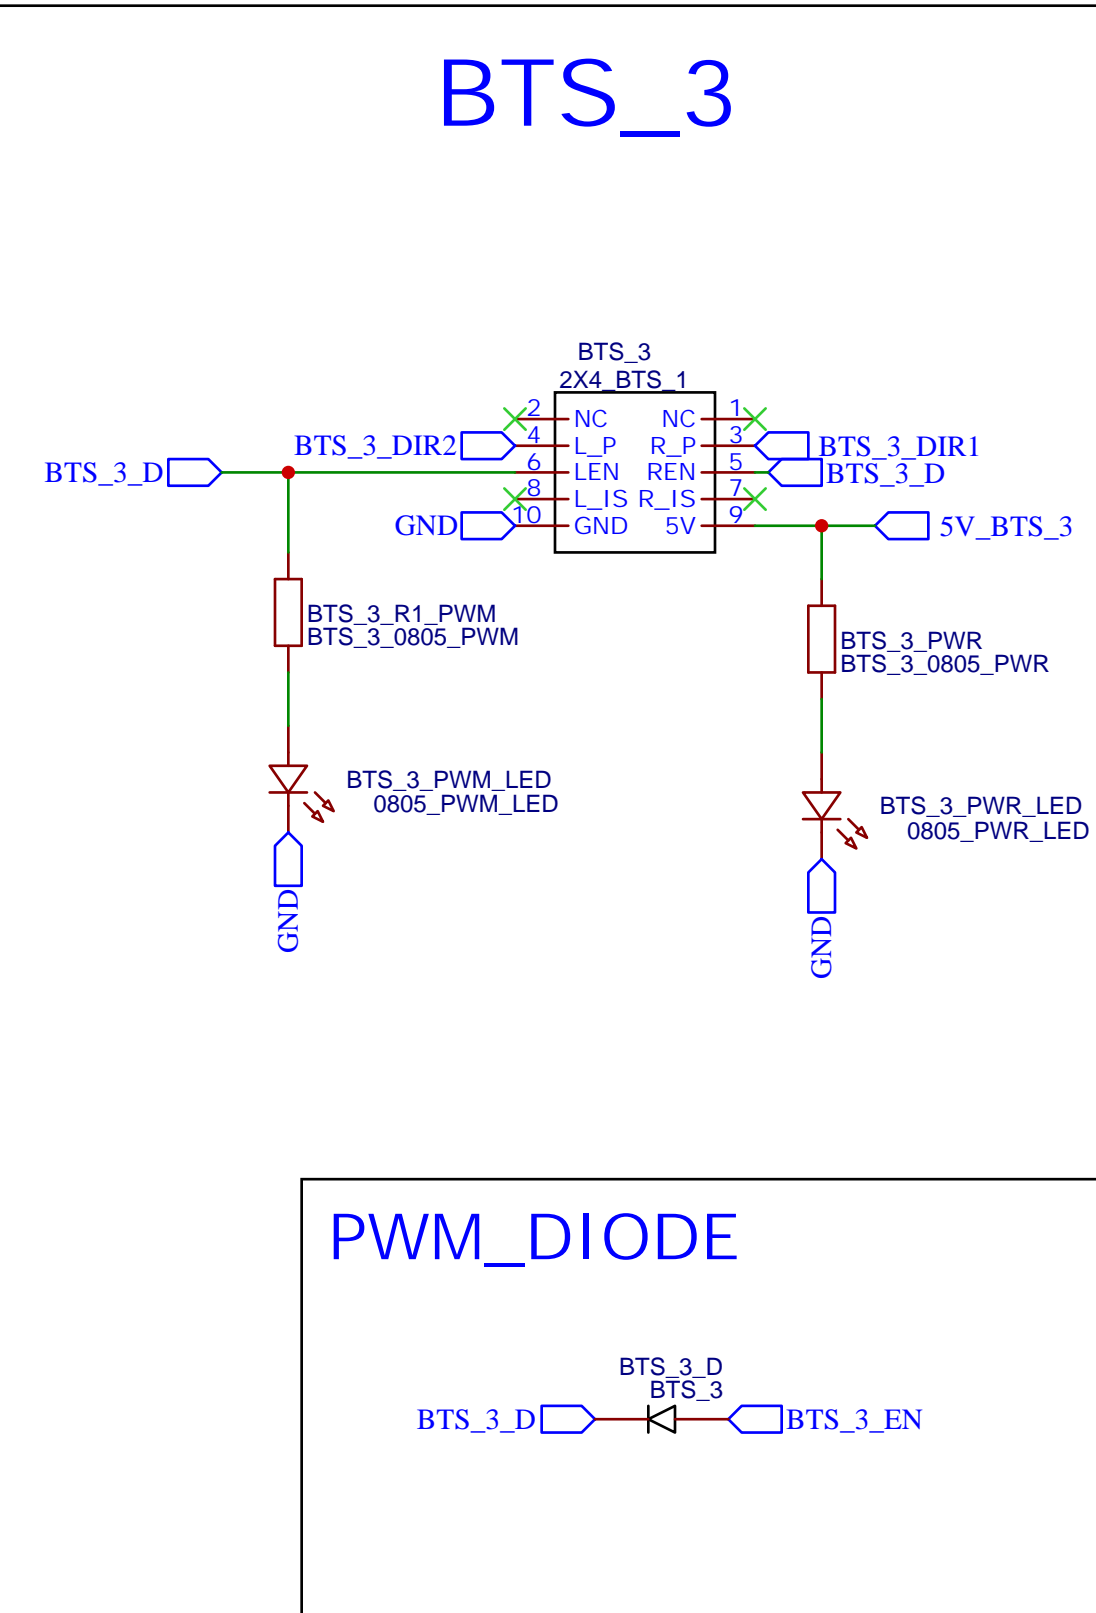 BTS_3
BTS_3
2X4_BTS_1
2 NC NC 1
BTS_3_DIR2 4 L_P R_P 3 BTS_3_DIR1
BTS_3_D 6 LEN REN 5 BTS_3_D
8 L_IS R_IS 7
GND 10 GND 5V 9 5V_BTS_3
BTS_3_R1_PWM
BTS_3_0805_PWM
BTS_3_PWR
BTS_3_0805_PWR
BTS_3_PWM_LED
0805_PWM_LED
BTS_3_PWR_LED
0805_PWR_LED
GND
GND
PWM_DIODE
BTS_3_D
BTS_3
BTS_3_D BTS_3_EN